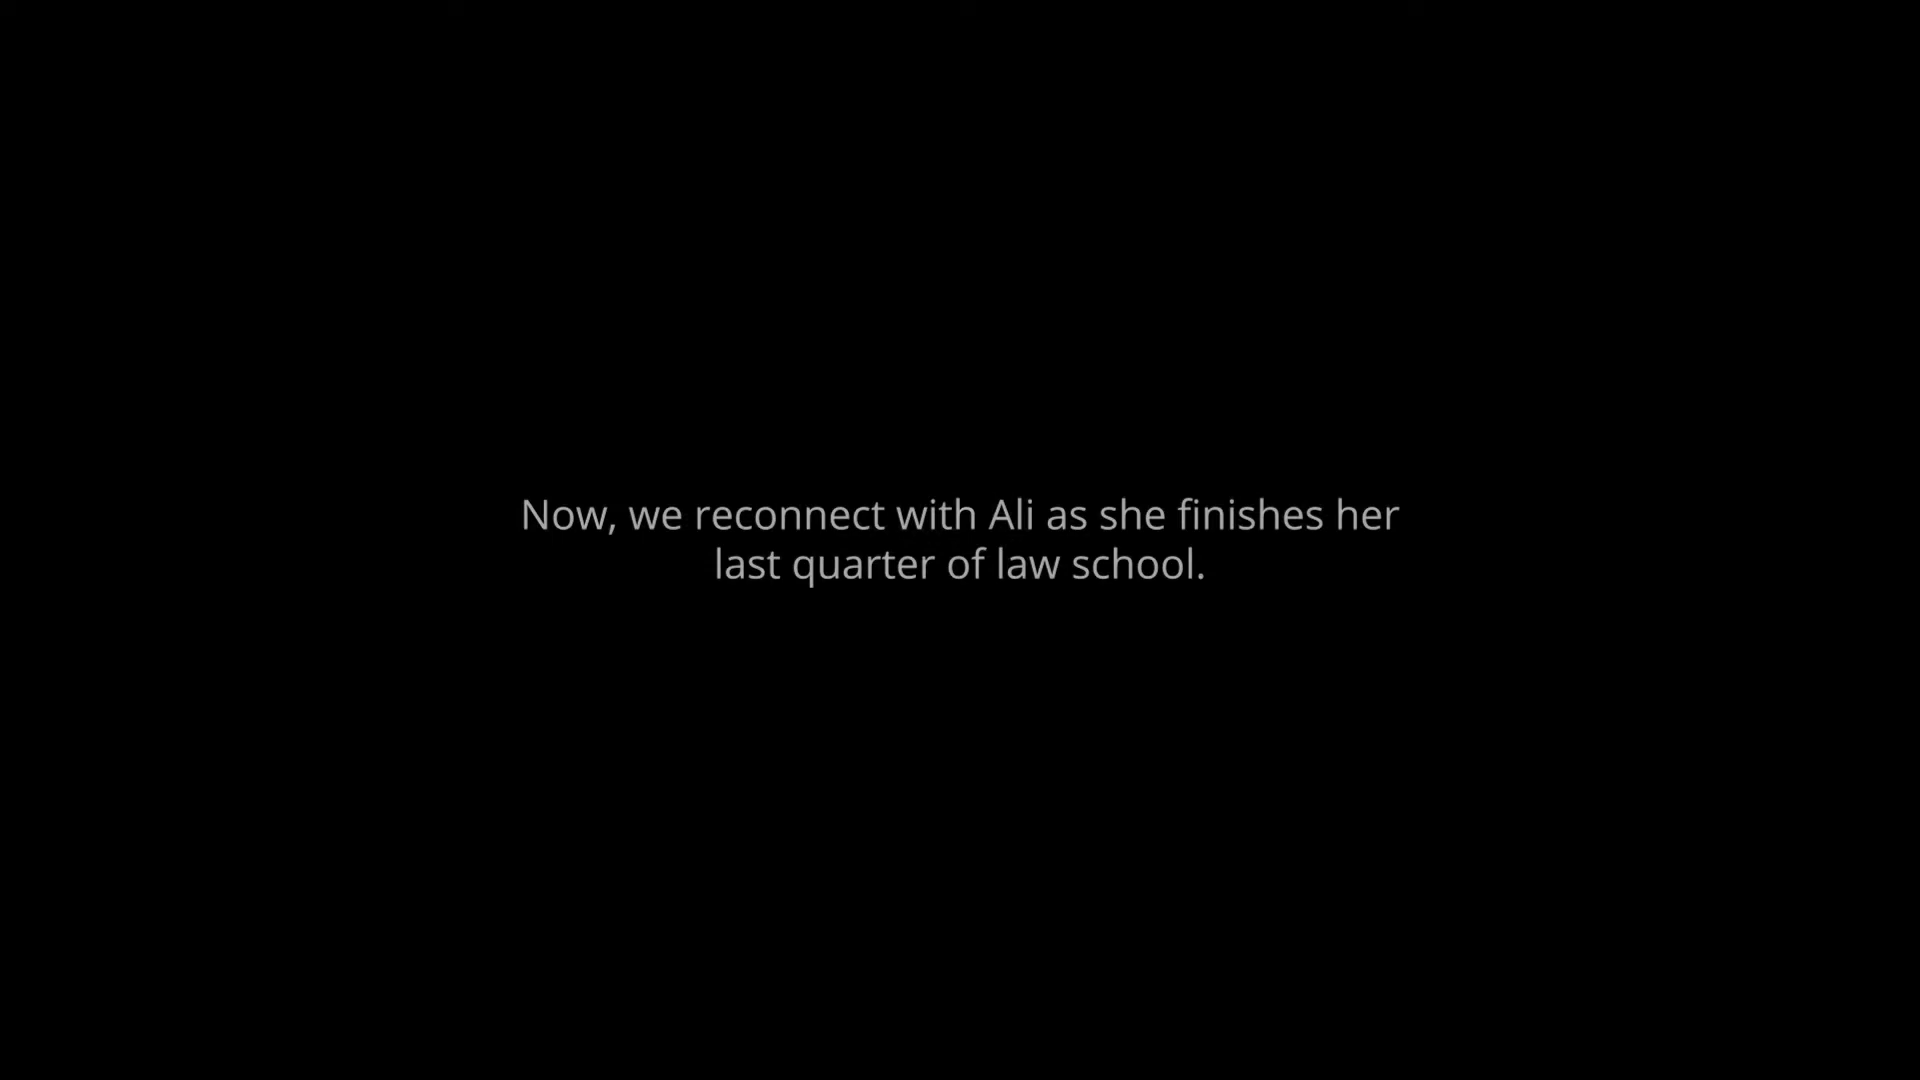 Now, we reconnect with Ali as she finishes her
last quarter of law school.